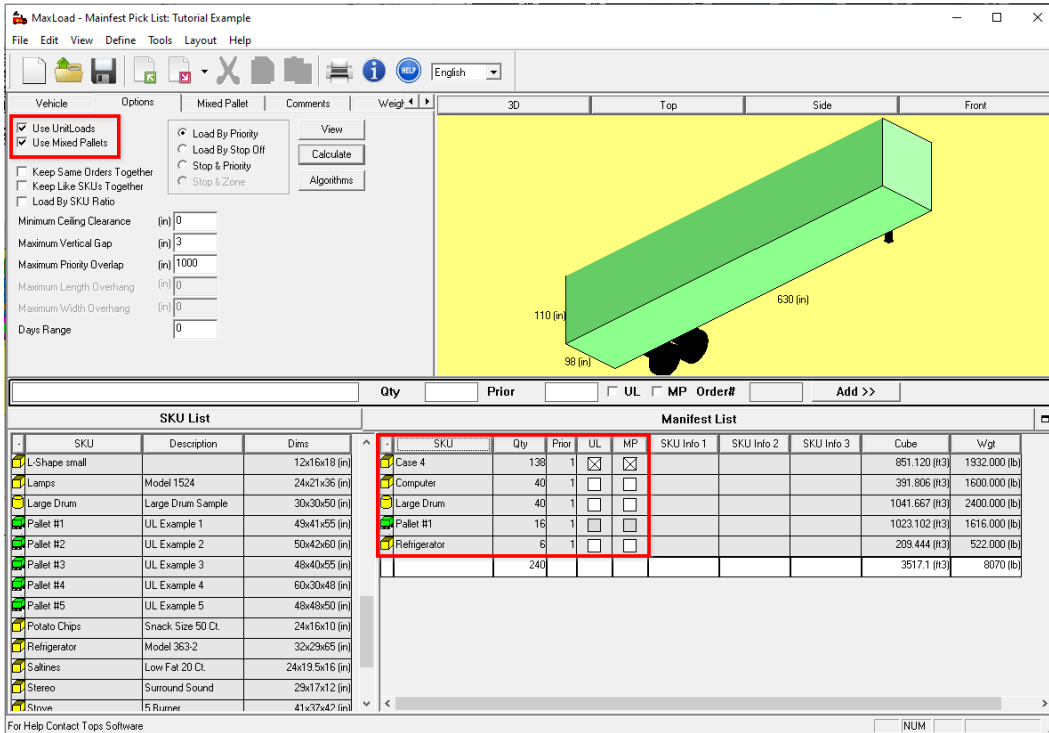 MaxLoad - Mainfest Pick List: Tutorial Example
File Edit View Define Tools Layout Help
HELP English
Vehicle Options Mixed Pallet Comments
3D Top Side Front
Use UnitLoads
Use Mixed Pallets
Keep Same Orders Together
Keep Like SKUs Together
Load By SKU Ratio
Load By Priority
Load By Stop Off
Stop & Priority
Stop & Zone
View
Calculate
Algorithms
Minimum Ceiling Clearance (in) 0
Maximum Vertical Gap (in) 3
Maximum Priority Overlap (in) 1000
Maximum Length Overhang (in) 0
Maximum Width Overhang (in) 0
Days Range 0
110 (in)
630 (in)
98 (in)
Qty Prior UL MP Order# Add >>
SKU List
- SKU Description Dims
L-Shape small 12x16x18 (in)
Lamps Model 1524 24x21x36 (in)
Large Drum Large Drum Sample 30x30x50 (in)
Pallet #1 UL Example 1 49x41x55 (in)
Pallet #2 UL Example 2 50x42x60 (in)
Pallet #3 UL Example 3 48x40x55 (in)
Pallet #4 UL Example 4 60x30x48 (in)
Pallet #5 UL Example 5 48x48x50 (in)
Potato Chips Snack Size 50 Ct. 24x16x10 (in)
Refrigerator Model 363-2 32x29x65 (in)
Saltines Low Fat 20 Ct. 24x19.5x16 (in)
Stereo Surround Sound 29x17x12 (in)
Stove 5 Burner 41x37x42 (in)
Manifest List
- SKU Qty Prior UL MP SKU Info 1 SKU Info 2 SKU Info 3 Cube Wgt
Case 4 138 1 851.120 (ft3) 1932.000 (lb)
Computer 40 1 391.806 (ft3) 1600.000 (lb)
Large Drum 40 1 1041.667 (ft3) 2400.000 (lb)
Pallet #1 16 1 1023.102 (ft3) 1616.000 (lb)
Refrigerator 6 1 209.444 (ft3) 522.000 (lb)
240 3517.1 (ft3) 8070 (lb)
For Help Contact Tops Software
NUM